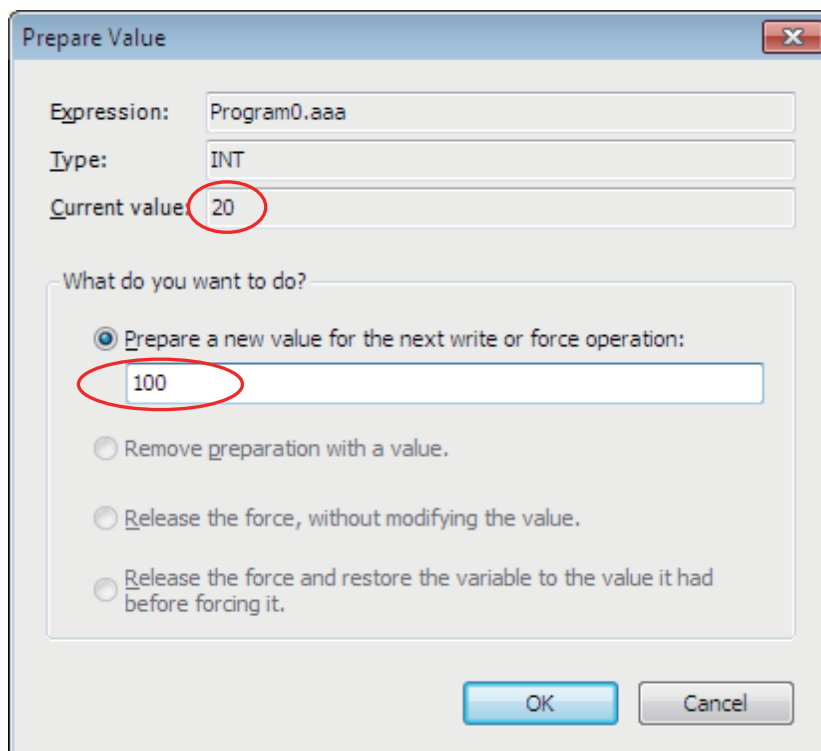 Prepare Value
Expression: Program0.aaa
Type: INT
Current value: 20
What do you want to do?
Prepare a new value for the next write or force operation:
100
Remove preparation with a value.
Release the force, without modifying the value.
Release the force and restore the variable to the value it had
before forcing it.
OK Cancel